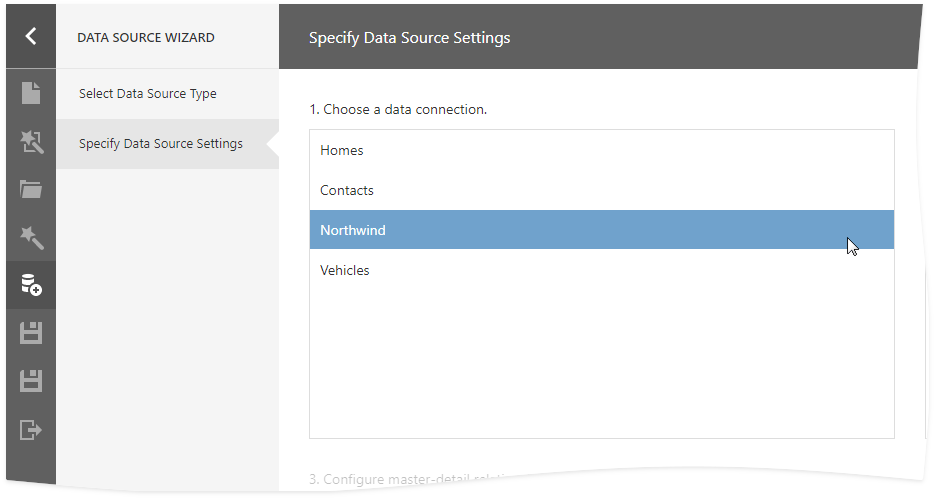 DATA SOURCE WIZARD
Specify Data Source Settings
Select Data Source Type
Specify Data Source Settings
1. Choose a data connection.
Homes
Contacts
Northwind
Vehicles
3. Configure master-detail